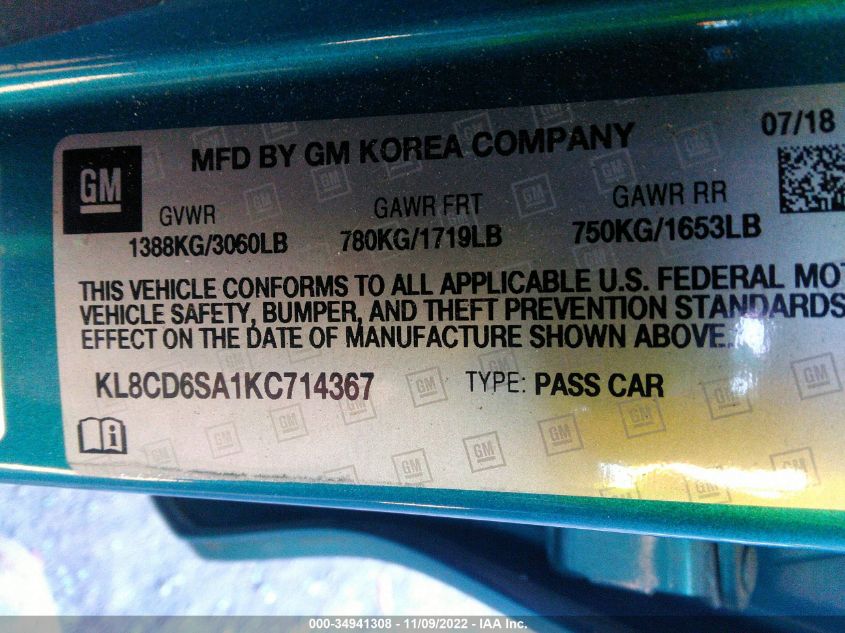 MFD BY GM KOREA COMPANY 07/18
GM
GVWR GAWR FRT GAWR RR
1388KG/3060LB 780KG/1719LB 750KG/1653LB
THIS VEHICLE CONFORMS TO ALL APPLICABLE U.S. FEDERAL MOT
VEHICLE SAFETY, BUMPER, AND THEFT PREVENTION STANDARDS
EFFECT ON THE DATE OF MANUFACTURE SHOWN ABOVE.
KL8CD6SA1KC714367 TYPE: PASS CAR
000-34941308 - 11/09/2022 - IAA Inc.